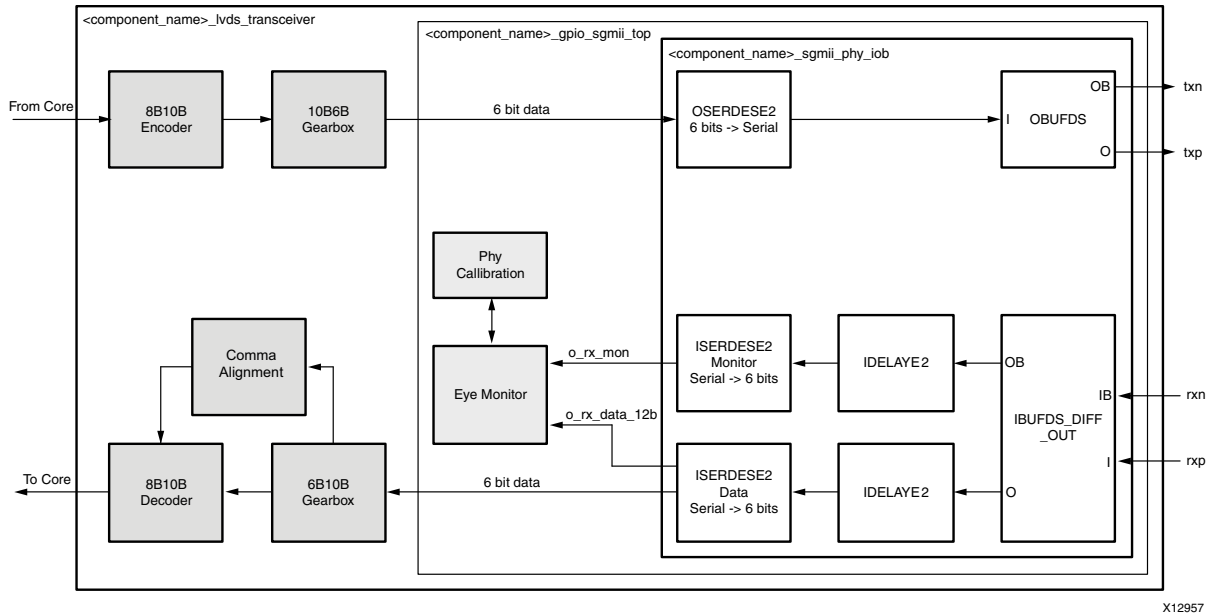 <component_name>_lvds_transceiver
<component_name>_gpio_sgmii_top
<component_name>_sgmii_phy_iob
From Core
8B10B
Encoder
10B6B
Gearbox
6 bit data
OSERDESE2
6 bits -> Serial
I
OBUFDS
OB
O
txn
txp
Phy
Callibration
Comma
Alignment
Eye Monitor
o_rx_mon
o_rx_data_12b
ISERDESE2
Monitor
Serial -> 6 bits
IDELAYE2
OB
IB
IBUFDS_DIFF
_OUT
I
O
rxn
rxp
To Core
8B10B
Decoder
6B10B
Gearbox
6 bit data
ISERDESE2
Data
Serial -> 6 bits
IDELAYE2
X12957